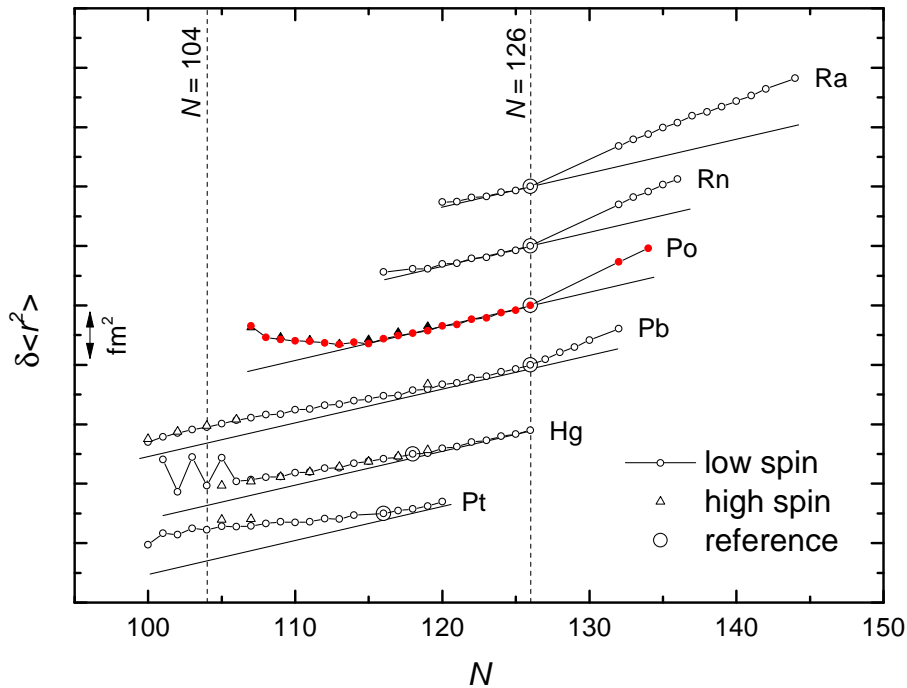 N = 104
N = 126
Ra
Rn
Po
Pb
Hg
Pt
δ<r²>
fm²
low spin
high spin
reference
100 110 120 130 140 150
N